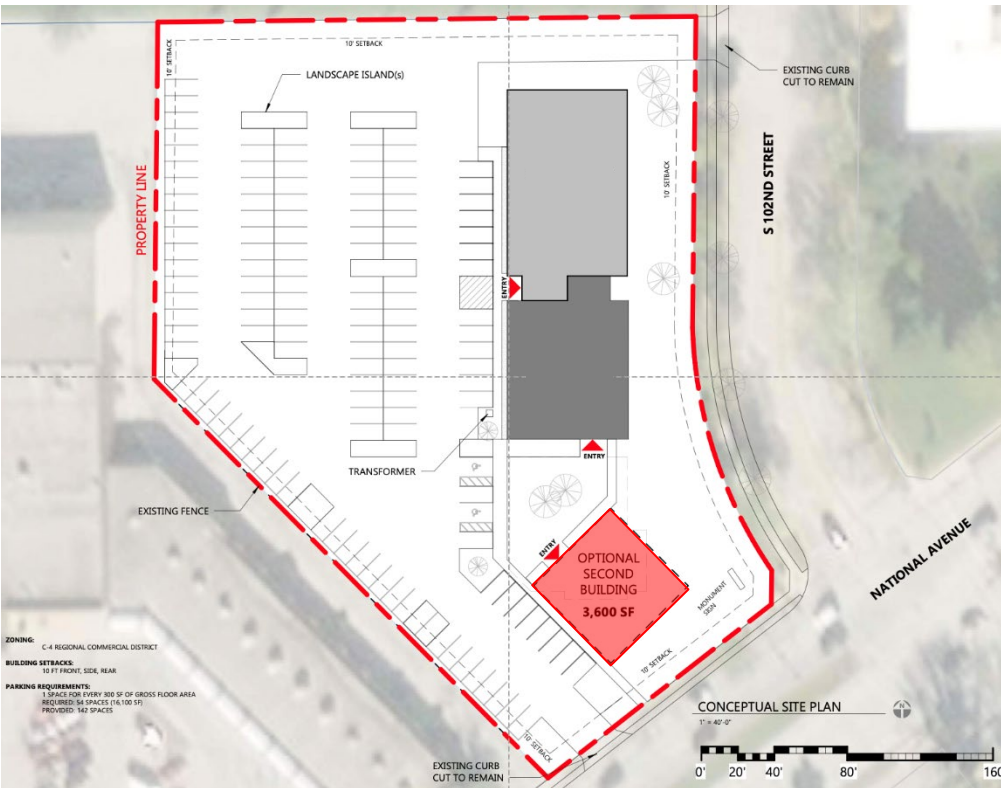 10' SETBACK
10' SETBACK
LANDSCAPE ISLAND(s)
EXISTING CURB
CUT TO REMAIN
S 102ND STREET
PROPERTY LINE
10' SETBACK
ENTRY
TRANSFORMER
ENTRY
EXISTING FENCE
ENTRY
OPTIONAL
SECOND
BUILDING
3,600 SF
MONUMENT
SIGN
NATIONAL AVENUE
10' SETBACK
ZONING:
C-4 REGIONAL COMMERCIAL DISTRICT
BUILDING SETBACKS:
10 FT FRONT, SIDE, REAR
PARKING REQUIREMENTS:
1 SPACE FOR EVERY 300 SF OF GROSS FLOOR AREA
REQUIRED: 54 SPACES (16,100 SF)
PROVIDED: 142 SPACES
10' SETBACK
EXISTING CURB
CUT TO REMAIN
CONCEPTUAL SITE PLAN
N
1" = 40'-0"
0' 20' 40' 80' 160